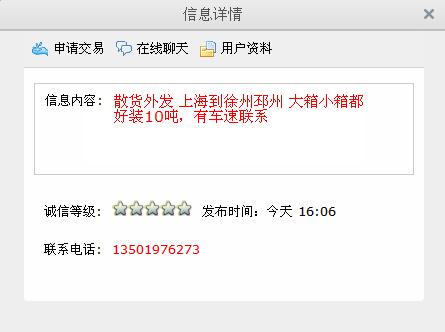 信息详情
申请交易 在线聊天 用户资料
信息内容： 散货外发 上海到徐州邳州 大箱小箱都
好装10吨，有车速联系
诚信等级： 发布时间：今天 16:06
联系电话： 13501976273